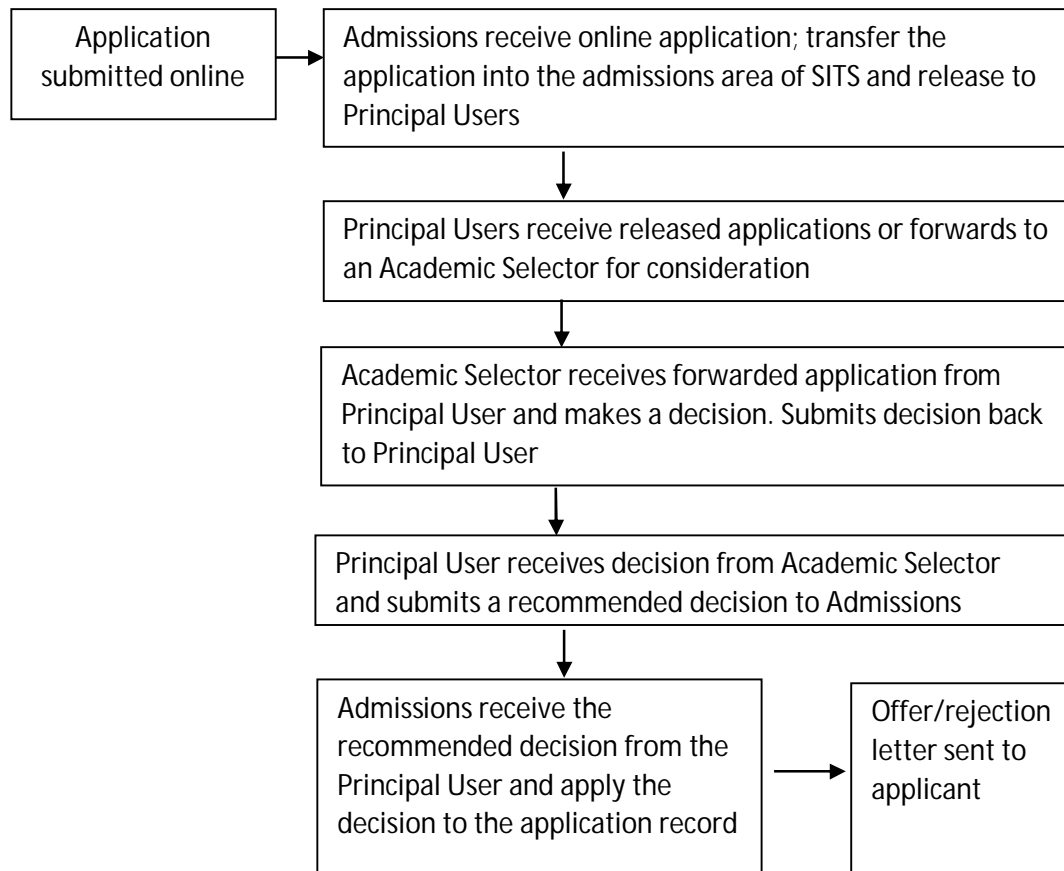 Application
submitted online
Admissions receive online application; transfer the
application into the admissions area of SITS and release to
Principal Users
Principal Users receive released applications or forwards to
an Academic Selector for consideration
Academic Selector receives forwarded application from
Principal User and makes a decision. Submits decision back
to Principal User
Principal User receives decision from Academic Selector
and submits a recommended decision to Admissions
Admissions receive the
recommended decision from the
Principal User and apply the
decision to the application record
Offer/rejection
letter sent to
applicant